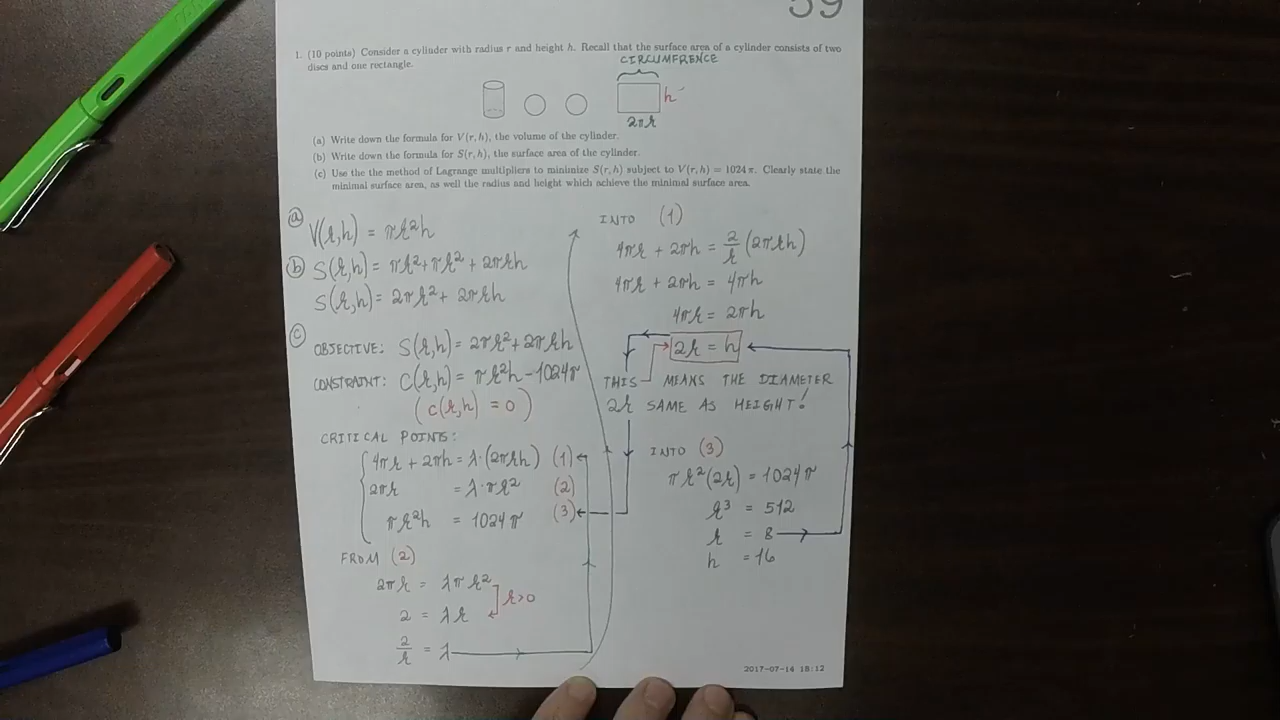 59
1. (10 points) Consider a cylinder with radius r and height h. Recall that the surface area of a cylinder consists of two
discs and one rectangle.
CIRCUMFRENCE
h
2πr
(a) Write down the formula for V(r, h), the volume of the cylinder.
(b) Write down the formula for S(r, h), the surface area of the cylinder.
(c) Use the the method of Lagrange multipliers to minimize S(r, h) subject to V(r, h) = 1024 π. Clearly state the
minimal surface area, as well the radius and height which achieve the minimal surface area.
(a) V(r,h) = πr²h
(b) S(r,h) = πr²+πr² + 2πrh
S(r,h) = 2πr² + 2πrh
(c)
OBJECTIVE: S(r,h) = 2πr²+2πrh
CONSTRAINT: C(r,h) = πr²h - 1024π
(C(r,h) = 0)
CRITICAL POINTS:
4πr + 2πh = λ·(2πrh) (1)
2πr = λ·πr² (2)
πr²h = 1024π (3)
FROM (2)
2πr = λπr²
r>0
2 = λr
2/r = λ
INTO (1)
4πr + 2πh = 2/r (2πrh)
4πr + 2πh = 4πh
4πr = 2πh
2r = h
THIS MEANS THE DIAMETER
2r SAME AS HEIGHT!
INTO (3)
πr²(2r) = 1024π
r³ = 512
r = 8
h = 16
2017-07-14 18:12